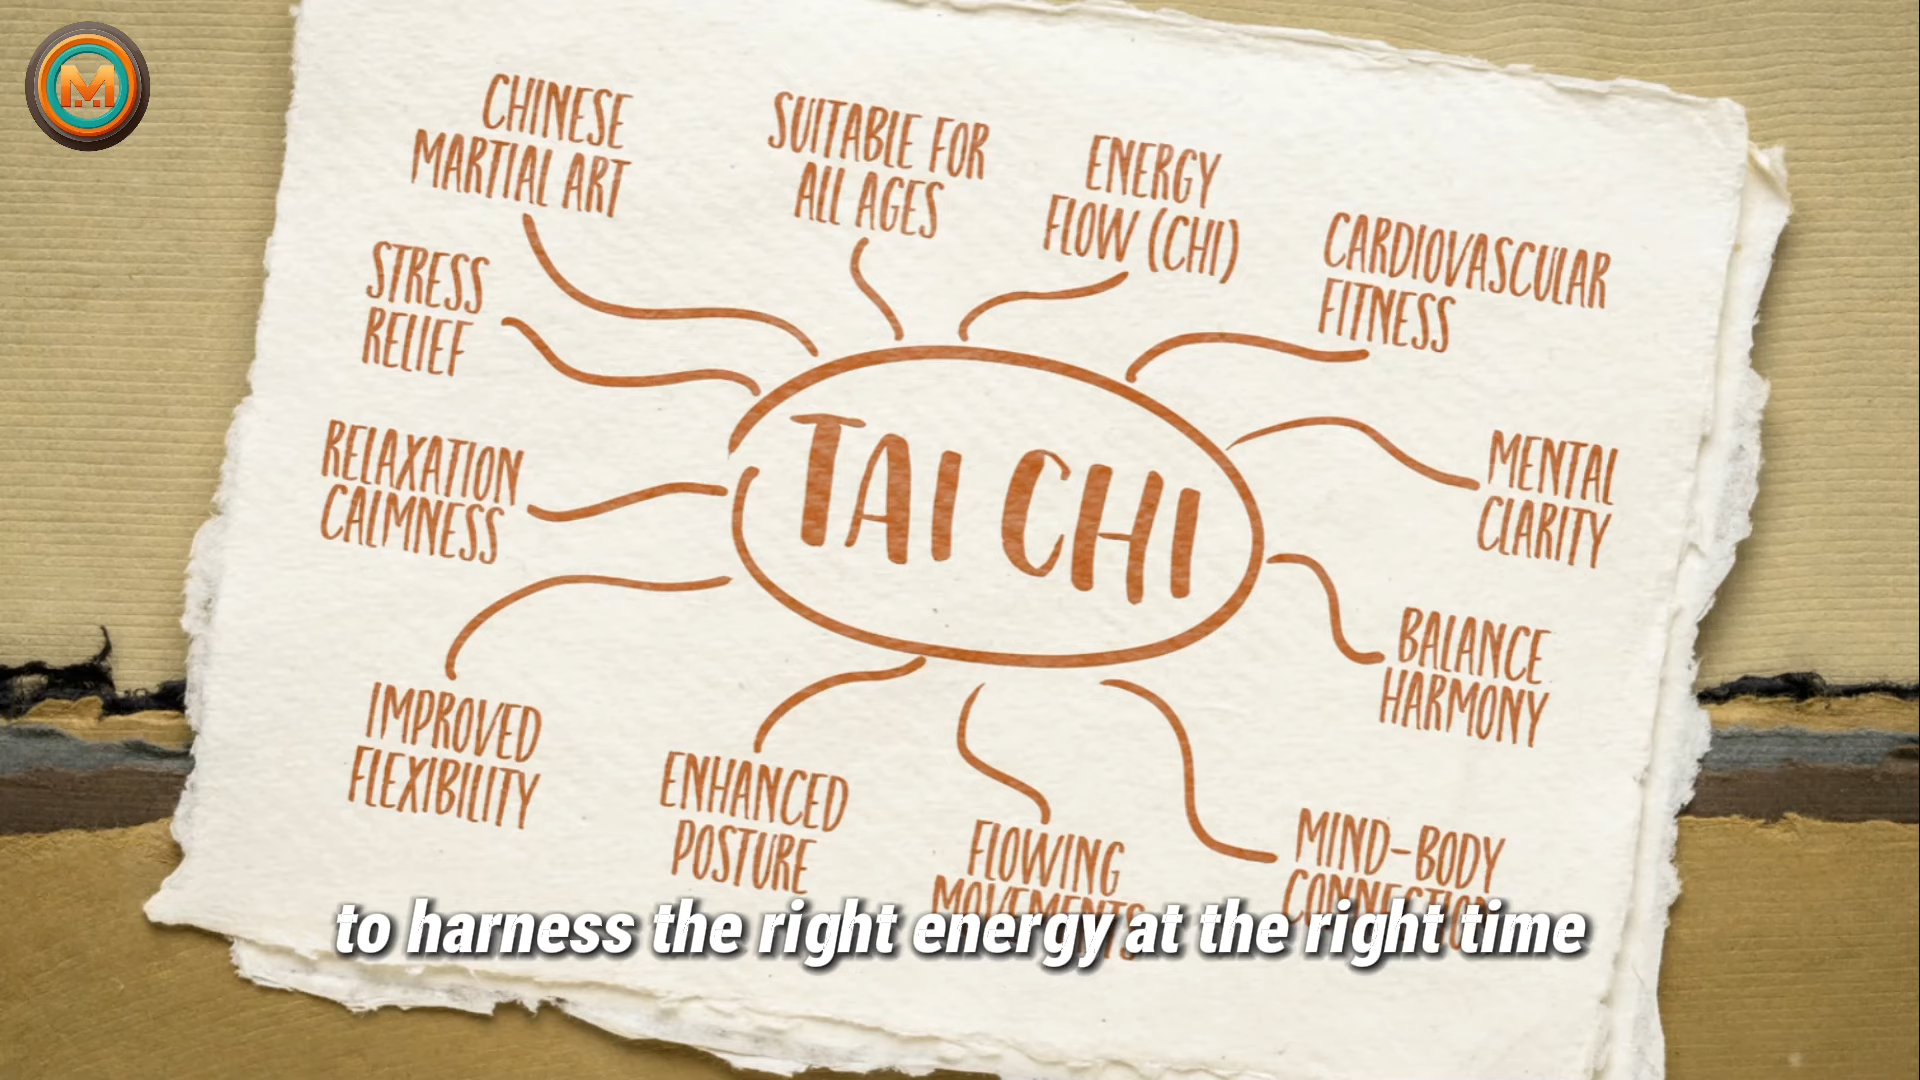 M
CHINESE
MARTIAL ART
SUITABLE FOR
ALL AGES
ENERGY
FLOW (CHI)
CARDIOVASCULAR
FITNESS
STRESS
RELIEF
RELAXATION
CALMNESS
TAI CHI
MENTAL
CLARITY
BALANCE
HARMONY
IMPROVED
FLEXIBILITY
ENHANCED
POSTURE
FLOWING
MOVEMENTS
MIND-BODY
CONNECTION
to harness the right energy at the right time